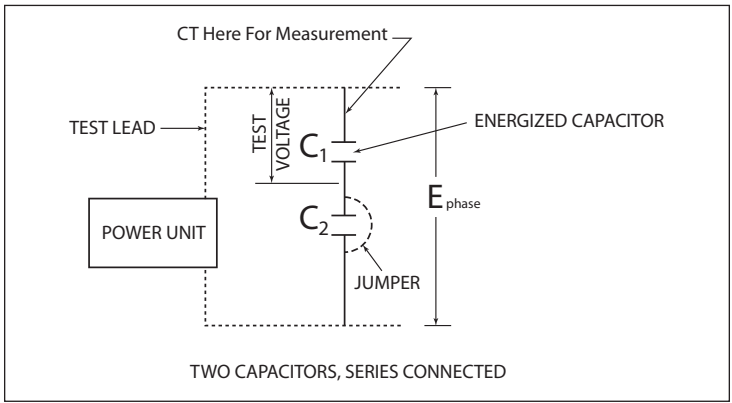 CT Here For Measurement
TEST LEAD
TEST
VOLTAGE
C1
ENERGIZED CAPACITOR
E phase
C2
POWER UNIT
JUMPER
TWO CAPACITORS, SERIES CONNECTED